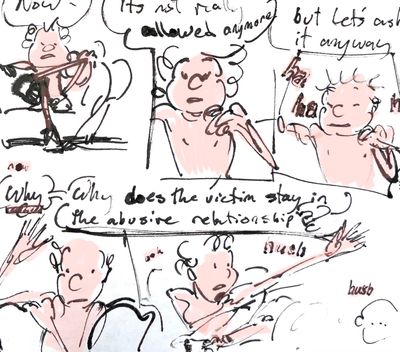 Now-
It's not really
allowed anymore
but let's ask
it anyway
ha
ha
ha
now
Why
Why does the victim stay in
the abusive relationship?
ooh
hush
hush
...